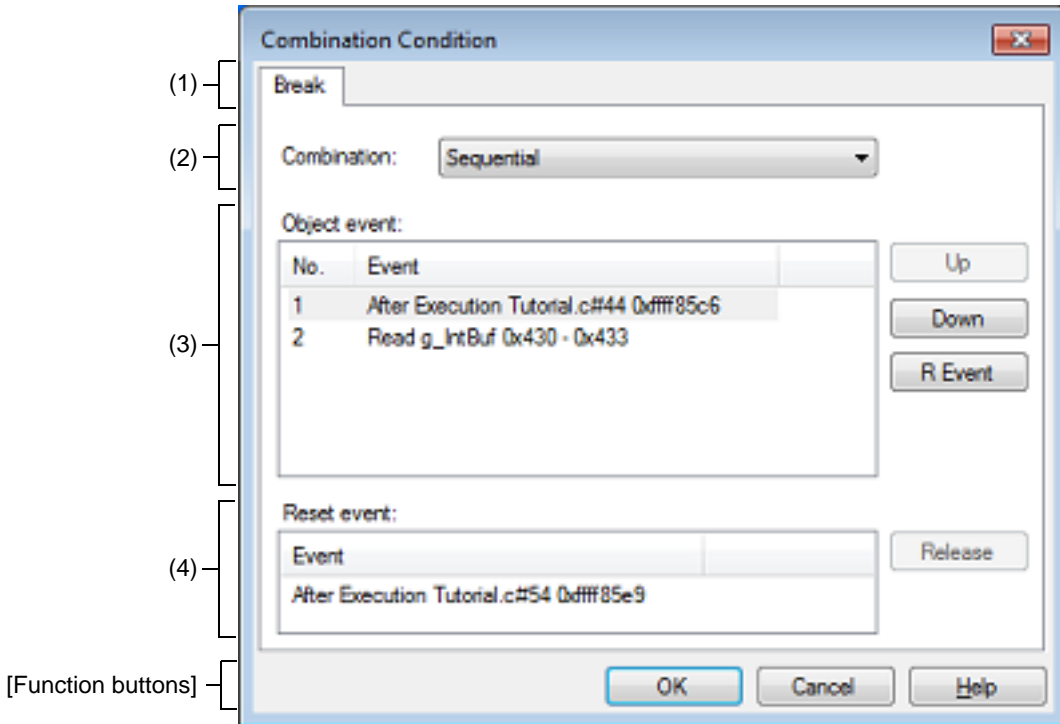 Combination Condition
(1)
Break
(2)
Combination:
Sequential
(3)
Object event:
No. Event
1 After Execution Tutorial.c#44 0xffff85c6
2 Read g_IntBuf 0x430 - 0x433
Up
Down
R Event
(4)
Reset event:
Event
After Execution Tutorial.c#54 0xffff85e9
Release
[Function buttons]
OK
Cancel
Help